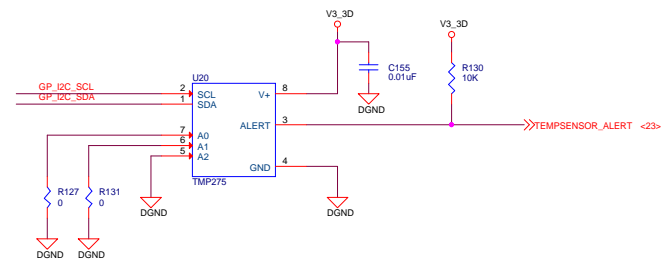 V3_3D
V3_3D
U20
C155
0.01uF
R130
10K
GP_I2C_SCL
GP_I2C_SDA
2
1
SCL
SDA
V+
8
DGND
ALERT
3
TEMPSENSOR_ALERT <23>
7
6
5
A0
A1
A2
GND
4
TMP275
R127
0
R131
0
DGND
DGND
DGND
DGND